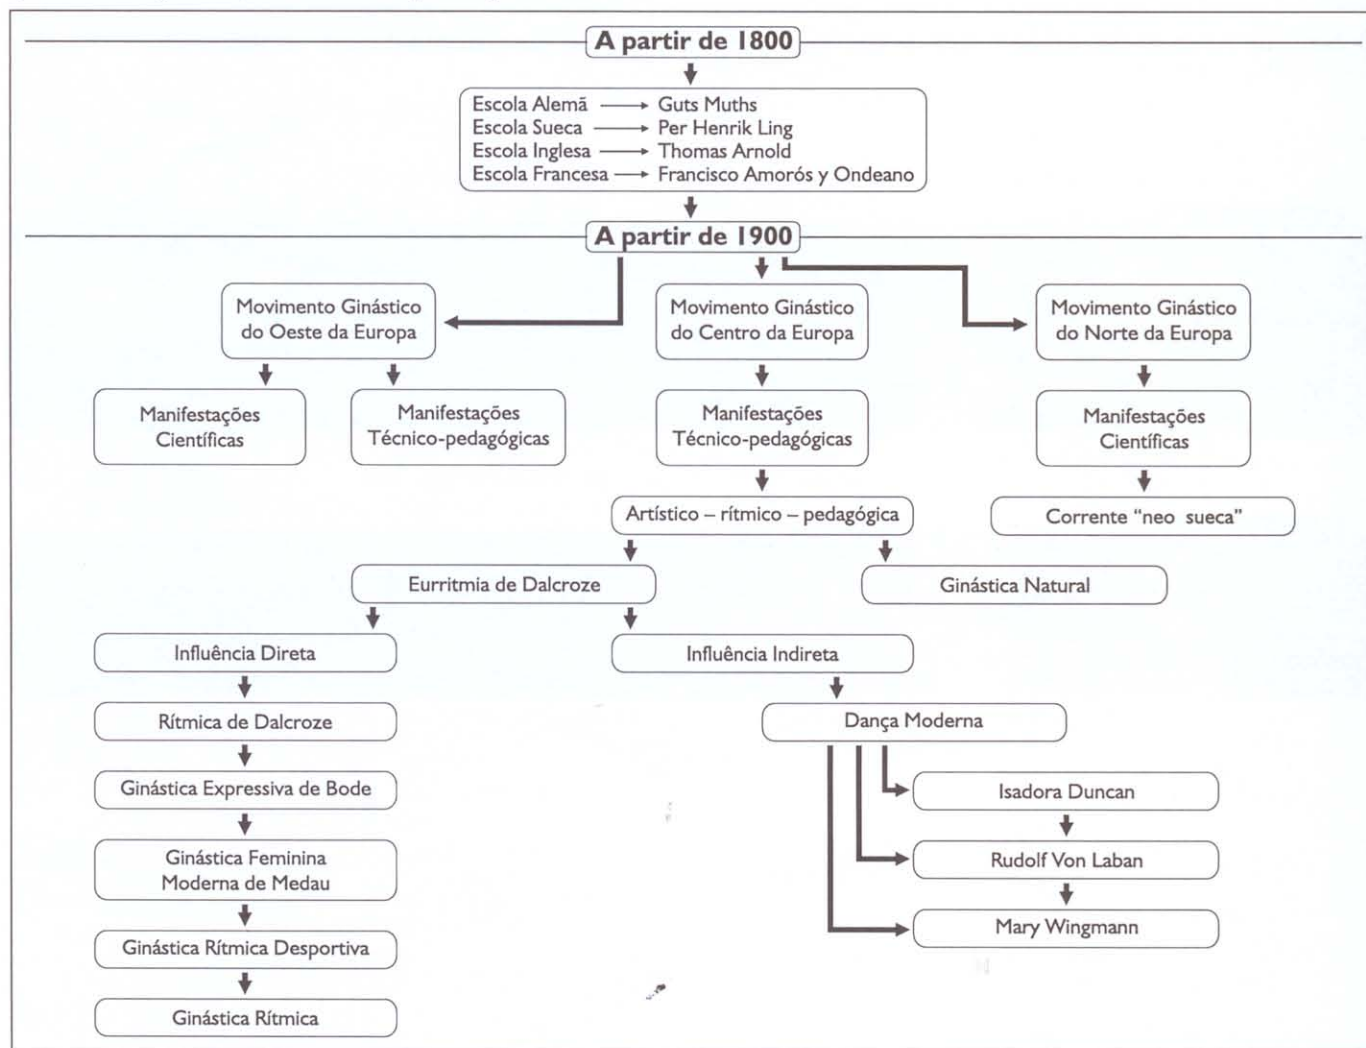 A partir de 1800
Escola Alemã → Guts Muths
Escola Sueca → Per Henrik Ling
Escola Inglesa → Thomas Arnold
Escola Francesa → Francisco Amorós y Ondeano
A partir de 1900
Movimento Ginástico
do Oeste da Europa
Movimento Ginástico
do Centro da Europa
Movimento Ginástico
do Norte da Europa
Manifestações
Científicas
Manifestações
Técnico-pedagógicas
Manifestações
Técnico-pedagógicas
Manifestações
Científicas
Artístico – rítmico – pedagógica
Corrente “neo sueca”
Eurritmia de Dalcroze
Ginástica Natural
Influência Direta
Influência Indireta
Rítmica de Dalcroze
Dança Moderna
Ginástica Expressiva de Bode
Isadora Duncan
Ginástica Feminina
Moderna de Medau
Rudolf Von Laban
Ginástica Rítmica Desportiva
Mary Wingmann
Ginástica Rítmica